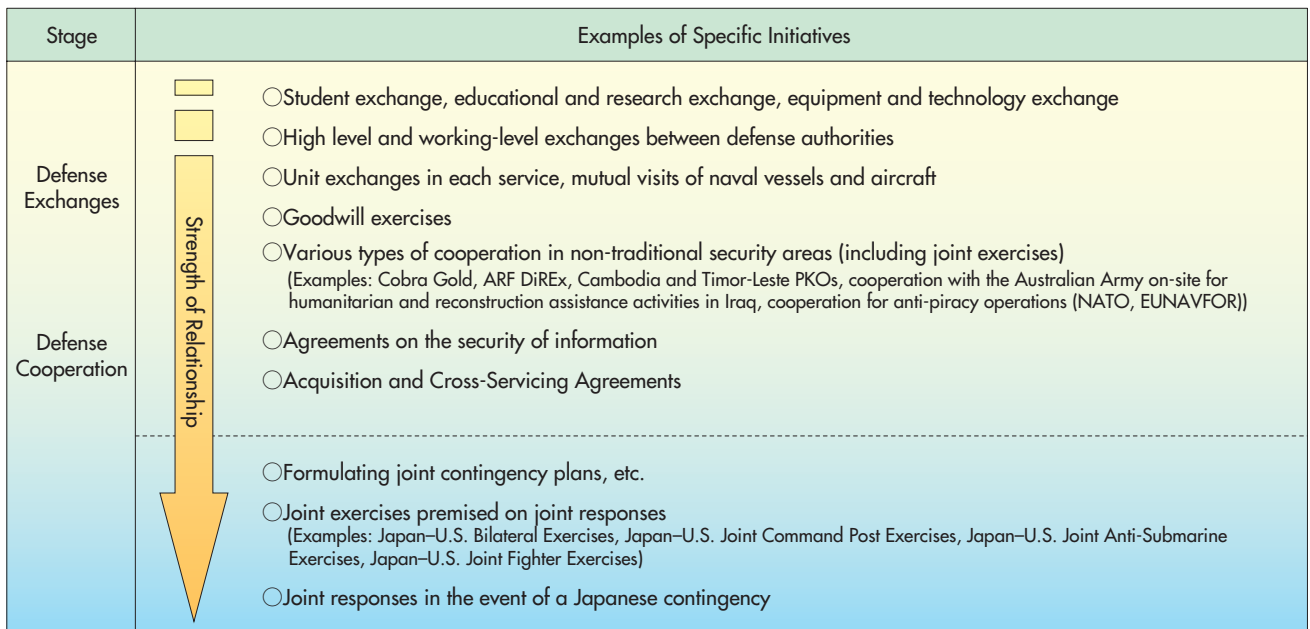 Stage
Examples of Specific Initiatives
Defense
Exchanges
Defense
Cooperation
Strength of Relationship
○Student exchange, educational and research exchange, equipment and technology exchange
○High level and working-level exchanges between defense authorities
○Unit exchanges in each service, mutual visits of naval vessels and aircraft
○Goodwill exercises
○Various types of cooperation in non-traditional security areas (including joint exercises)
(Examples: Cobra Gold, ARF DiREx, Cambodia and Timor-Leste PKOs, cooperation with the Australian Army on-site for
humanitarian and reconstruction assistance activities in Iraq, cooperation for anti-piracy operations (NATO, EUNAVFOR))
○Agreements on the security of information
○Acquisition and Cross-Servicing Agreements
○Formulating joint contingency plans, etc.
○Joint exercises premised on joint responses
(Examples: Japan–U.S. Bilateral Exercises, Japan–U.S. Joint Command Post Exercises, Japan–U.S. Joint Anti-Submarine
Exercises, Japan–U.S. Joint Fighter Exercises)
○Joint responses in the event of a Japanese contingency